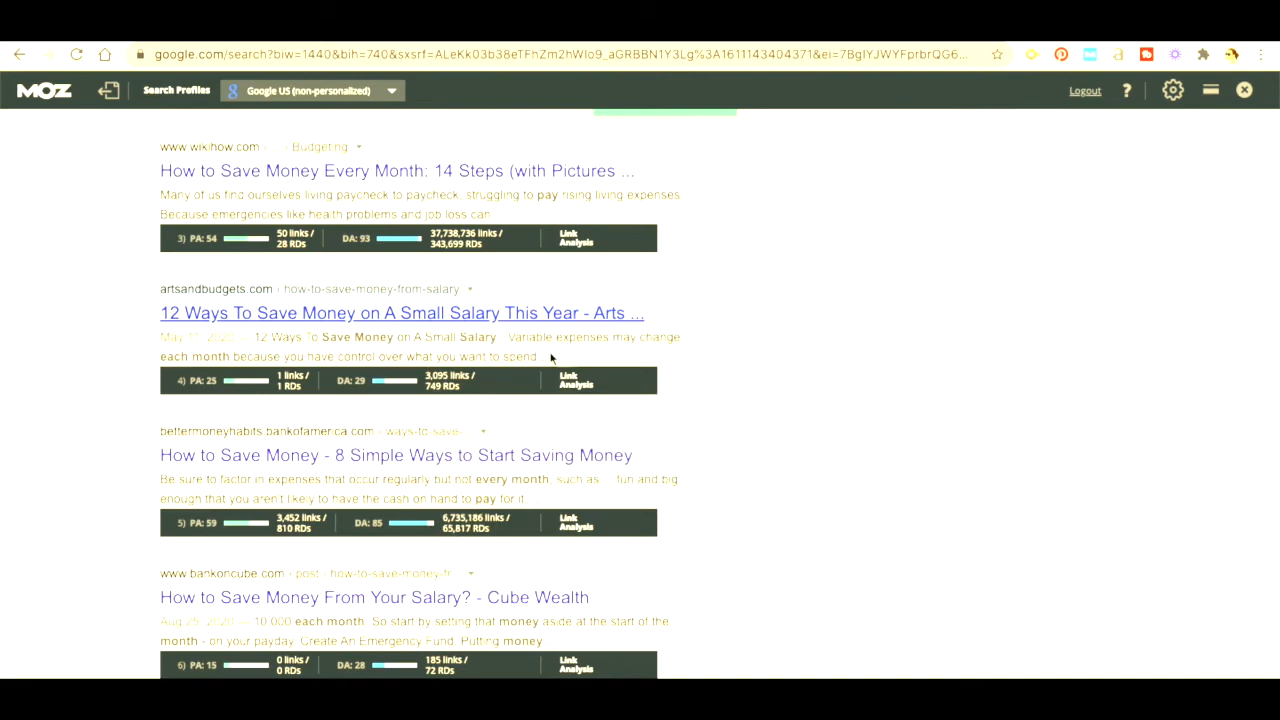 google.com/search?biw=1440&bih=740&sxsrf=ALeKk03b38eTFhZm2hWIo9_aGRBBN1Y3Lg%3A1611143404371&ei=7BgIYJWYFprbrQG6...
MOZ Search Profiles Google US (non-personalized) Logout ?
www.wikihow.com › Budgeting
How to Save Money Every Month: 14 Steps (with Pictures ...
Many of us find ourselves living paycheck to paycheck, struggling to pay rising living expenses.
Because emergencies like health problems and job loss can
3) PA: 54 50 links / 28 RDs DA: 93 37,738,736 links / 343,699 RDs Link Analysis
artsandbudgets.com › how-to-save-money-from-salary
12 Ways To Save Money on A Small Salary This Year - Arts ...
May 11, 2020 — 12 Ways To Save Money on A Small Salary · Variable expenses may change
each month because you have control over what you want to spend
4) PA: 25 1 links / 1 RDs DA: 29 3,095 links / 749 RDs Link Analysis
bettermoneyhabits.bankofamerica.com › ways-to-save-
How to Save Money - 8 Simple Ways to Start Saving Money
Be sure to factor in expenses that occur regularly but not every month, such as ... fun and big
enough that you aren't likely to have the cash on hand to pay for it.
5) PA: 59 3,452 links / 810 RDs DA: 85 6,735,186 links / 65,817 RDs Link Analysis
www.bankoncube.com › post › how-to-save-money-fr
How to Save Money From Your Salary? - Cube Wealth
Aug 25, 2020 — 10,000 each month. So start by setting that money aside at the start of the
month - on your payday. Create An Emergency Fund. Putting money
6) PA: 15 0 links / 0 RDs DA: 28 185 links / 72 RDs Link Analysis